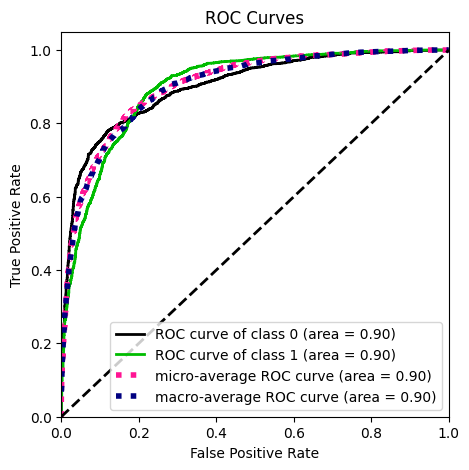 ROC Curves
True Positive Rate
1.0
0.8
0.6
0.4
0.2
0.0
ROC curve of class 0 (area = 0.90)
ROC curve of class 1 (area = 0.90)
micro-average ROC curve (area = 0.90)
macro-average ROC curve (area = 0.90)
0.0 0.2 0.4 0.6 0.8 1.0
False Positive Rate